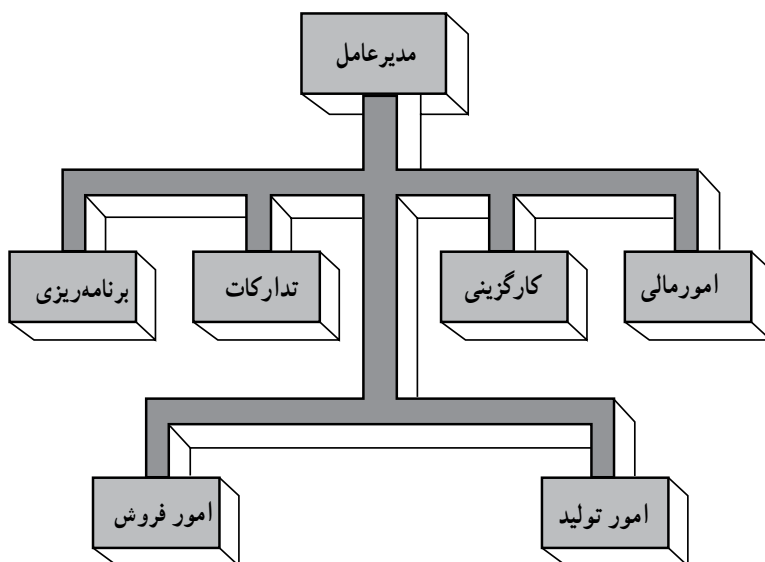 مدیرعامل
امورمالی
کارگزینی
تدارکات
برنامه‌ریزی
امور تولید
امور فروش